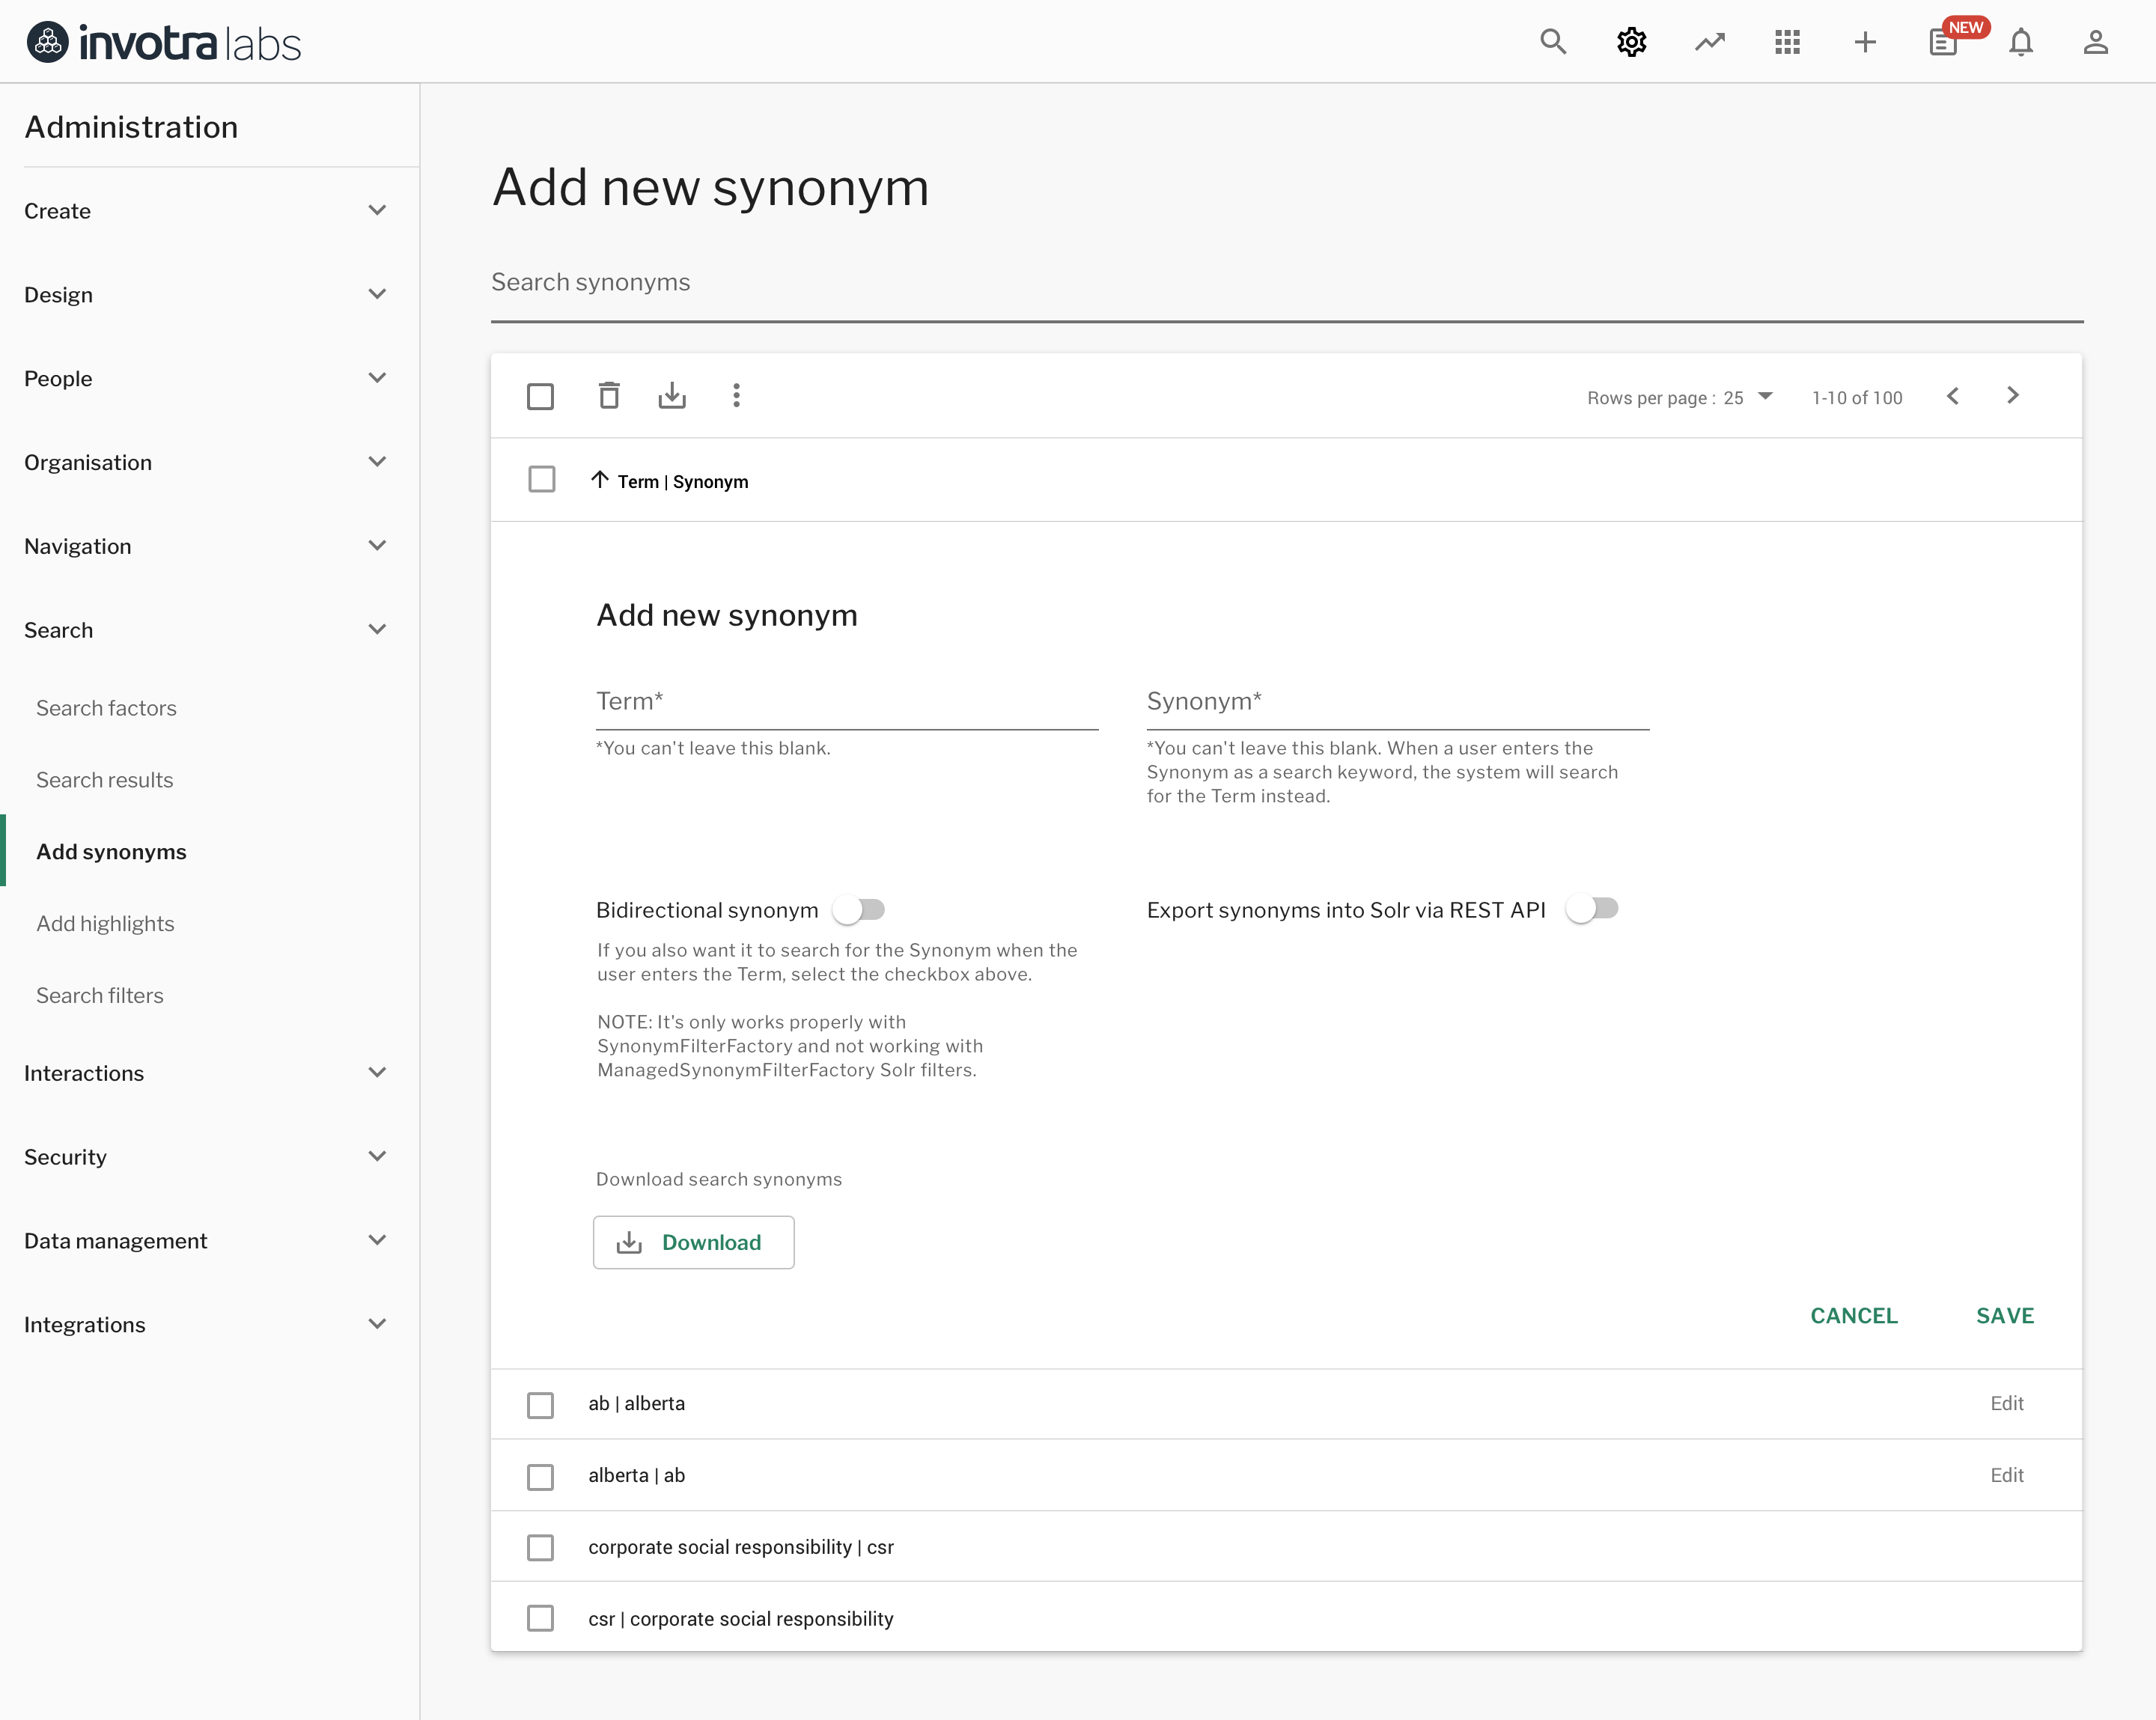 invotra labs
NEW
Administration
Create
Design
People
Organisation
Navigation
Search
Search factors
Search results
Add synonyms
Add highlights
Search filters
Interactions
Security
Data management
Integrations
Add new synonym
Search synonyms
Rows per page : 25
1-10 of 100
Term | Synonym
Add new synonym
Term*
*You can't leave this blank.
Synonym*
*You can't leave this blank. When a user enters the
Synonym as a search keyword, the system will search
for the Term instead.
Bidirectional synonym
If you also want it to search for the Synonym when the
user enters the Term, select the checkbox above.
NOTE: It's only works properly with
SynonymFilterFactory and not working with
ManagedSynonymFilterFactory Solr filters.
Export synonyms into Solr via REST API
Download search synonyms
Download
CANCEL
SAVE
ab | alberta
Edit
alberta | ab
Edit
corporate social responsibility | csr
csr | corporate social responsibility